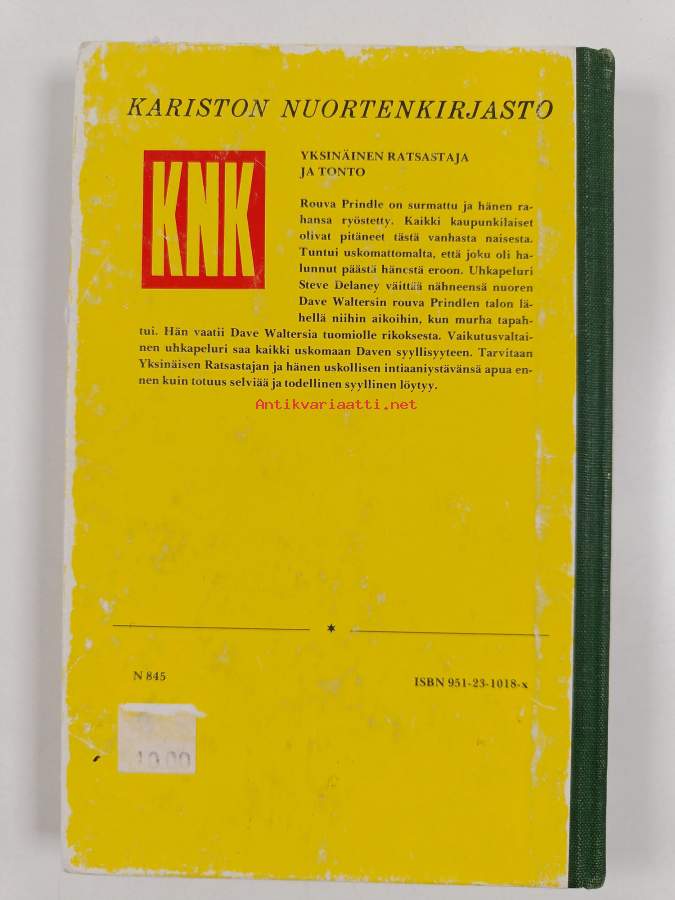 KARISTON NUORTENKIRJASTO
KNK
YKSINÄINEN RATSASTAJA
JA TONTO
Rouva Prindle on surmattu ja hänen ra-
hansa ryöstetty. Kaikki kaupunkilaiset
olivat pitäneet tästä vanhasta naisesta.
Tuntui uskomattomalta, että joku oli ha-
lunnut päästä hänestä eroon. Uhkapeluri
Steve Delaney väittää nähneensä nuoren
Dave Waltersin rouva Prindlen talon lä-
hellä niihin aikoihin, kun murha tapah-
tui. Hän vaatii Dave Waltersia tuomiolle rikoksesta. Vaikutusvaltai-
nen uhkapeluri saa kaikki uskomaan Daven syyllisyyteen. Tarvitaan
Yksinäisen Ratsastajan ja hänen uskollisen intiaaniystävänsä apua en-
nen kuin totuus selviää ja todellinen syyllinen löytyy.
Antikvariaatti.net
N 845
ISBN 951-23-1018-x
10.00